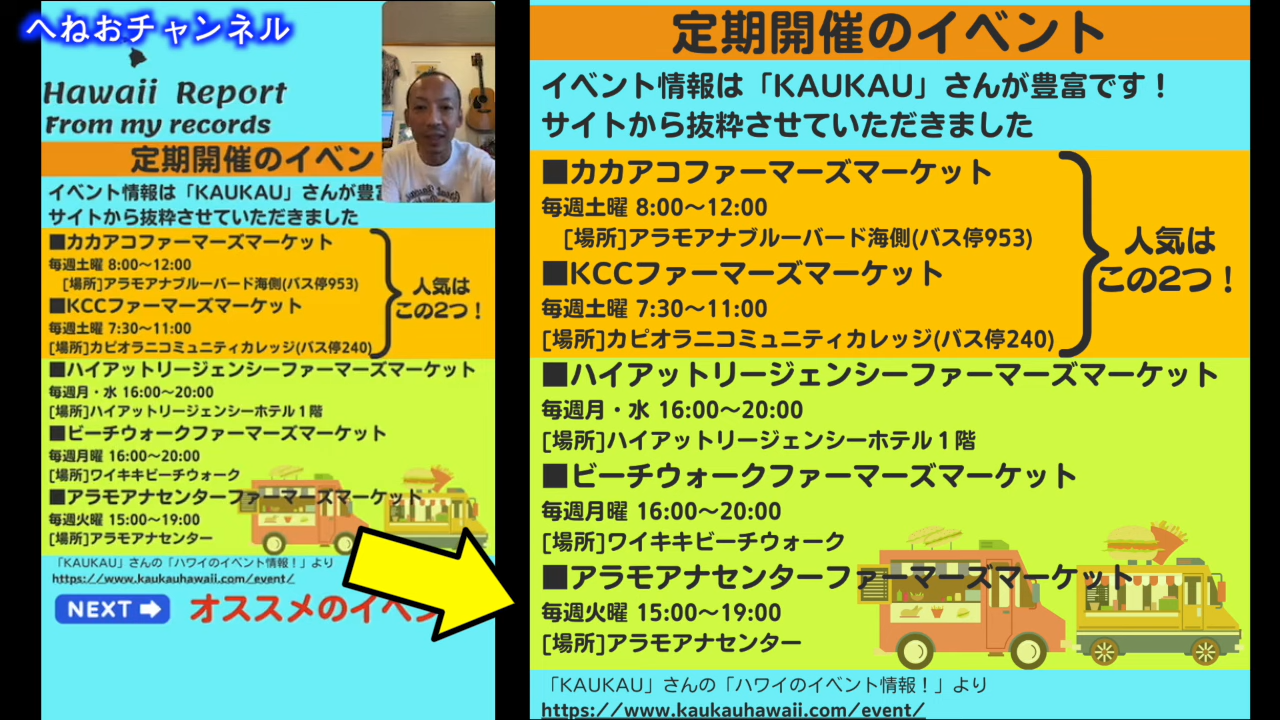 へねおチャンネル
Hawaii Report
From my records
定期開催のイベン
イベント情報は「KAUKAU」さんが豊
サイトから抜粋させていただきました
■カカアコファーマーズマーケット
毎週土曜 8:00〜12:00
[場所]アラモアナブルーバード海側(バス停953)
■KCCファーマーズマーケット
毎週土曜 7:30〜11:00
[場所]カピオラニコミュニティカレッジ(バス停240)
人気は
この2つ！
■ハイアットリージェンシーファーマーズマーケット
毎週月・水 16:00〜20:00
[場所]ハイアットリージェンシーホテル１階
■ビーチウォークファーマーズマーケット
毎週月曜 16:00〜20:00
[場所]ワイキキビーチウォーク
■アラモアナセンターファーマーズマーケット
毎週火曜 15:00〜19:00
[場所]アラモアナセンター
「KAUKAU」さんの「ハワイのイベント情報！」より
https://www.kaukauhawaii.com/event/
NEXT
オススメのイベン
定期開催のイベント
イベント情報は「KAUKAU」さんが豊富です！
サイトから抜粋させていただきました
■カカアコファーマーズマーケット
毎週土曜 8:00〜12:00
[場所]アラモアナブルーバード海側(バス停953)
■KCCファーマーズマーケット
毎週土曜 7:30〜11:00
[場所]カピオラニコミュニティカレッジ(バス停240)
人気は
この2つ！
■ハイアットリージェンシーファーマーズマーケット
毎週月・水 16:00〜20:00
[場所]ハイアットリージェンシーホテル１階
■ビーチウォークファーマーズマーケット
毎週月曜 16:00〜20:00
[場所]ワイキキビーチウォーク
■アラモアナセンターファーマーズマーケット
毎週火曜 15:00〜19:00
[場所]アラモアナセンター
「KAUKAU」さんの「ハワイのイベント情報！」より
https://www.kaukauhawaii.com/event/